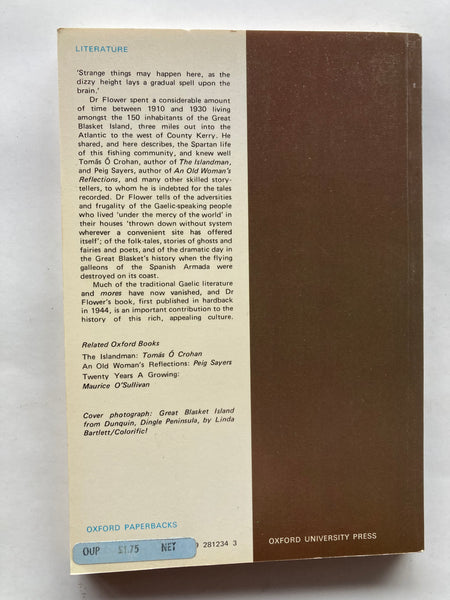 LITERATURE
'Strange things may happen here, as the
dizzy height lays a gradual spell upon the
brain.'
Dr Flower spent a considerable amount
of time between 1910 and 1930 living
amongst the 150 inhabitants of the Great
Blasket Island, three miles out into the
Atlantic to the west of County Kerry. He
shared, and here describes, the Spartan life
of this fishing community, and knew well
Tomás Ó Crohan, author of The Islandman,
and Peig Sayers, author of An Old Woman's
Reflections, and many other skilled story-
tellers, to whom he is indebted for the tales
recorded. Dr Flower tells of the adversities
and frugality of the Gaelic-speaking people
who lived 'under the mercy of the world' in
their houses 'thrown down without system
wherever a convenient site has offered
itself'; of the folk-tales, stories of ghosts and
fairies and poets, and of the dramatic day in
the Great Blasket's history when the flying
galleons of the Spanish Armada were
destroyed on its coast.
Much of the traditional Gaelic literature
and mores have now vanished, and Dr
Flower's book, first published in hardback
in 1944, is an important contribution to the
history of this rich, appealing culture.
Related Oxford Books
The Islandman: Tomás Ó Crohan
An Old Woman's Reflections: Peig Sayers
Twenty Years A Growing:
Maurice O'Sullivan
Cover photograph: Great Blasket Island
from Dunquin, Dingle Peninsula, by Linda
Bartlett/Colorific!
OXFORD PAPERBACKS
OUP £1.75 NET
281234 3
OXFORD UNIVERSITY PRESS